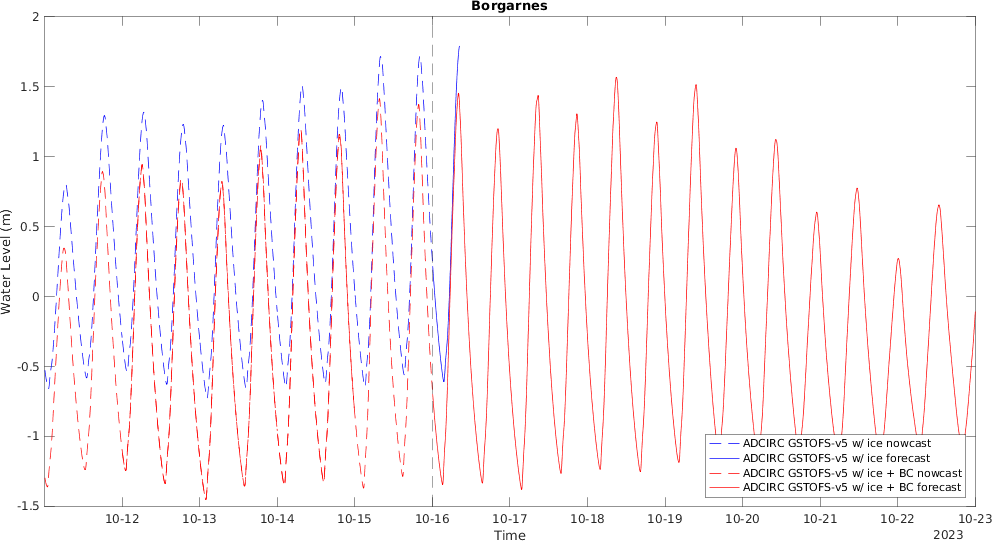 Borgarnes
Water Level (m)
2
1.5
1
0.5
0
-0.5
-1
-1.5
ADCIRC GSTOFS-v5 w/ ice nowcast
ADCIRC GSTOFS-v5 w/ ice forecast
ADCIRC GSTOFS-v5 w/ ice + BC nowcast
ADCIRC GSTOFS-v5 w/ ice + BC forecast
10-12 10-13 10-14 10-15 10-16 10-17 10-18 10-19 10-20 10-21 10-22 10-23
Time
2023